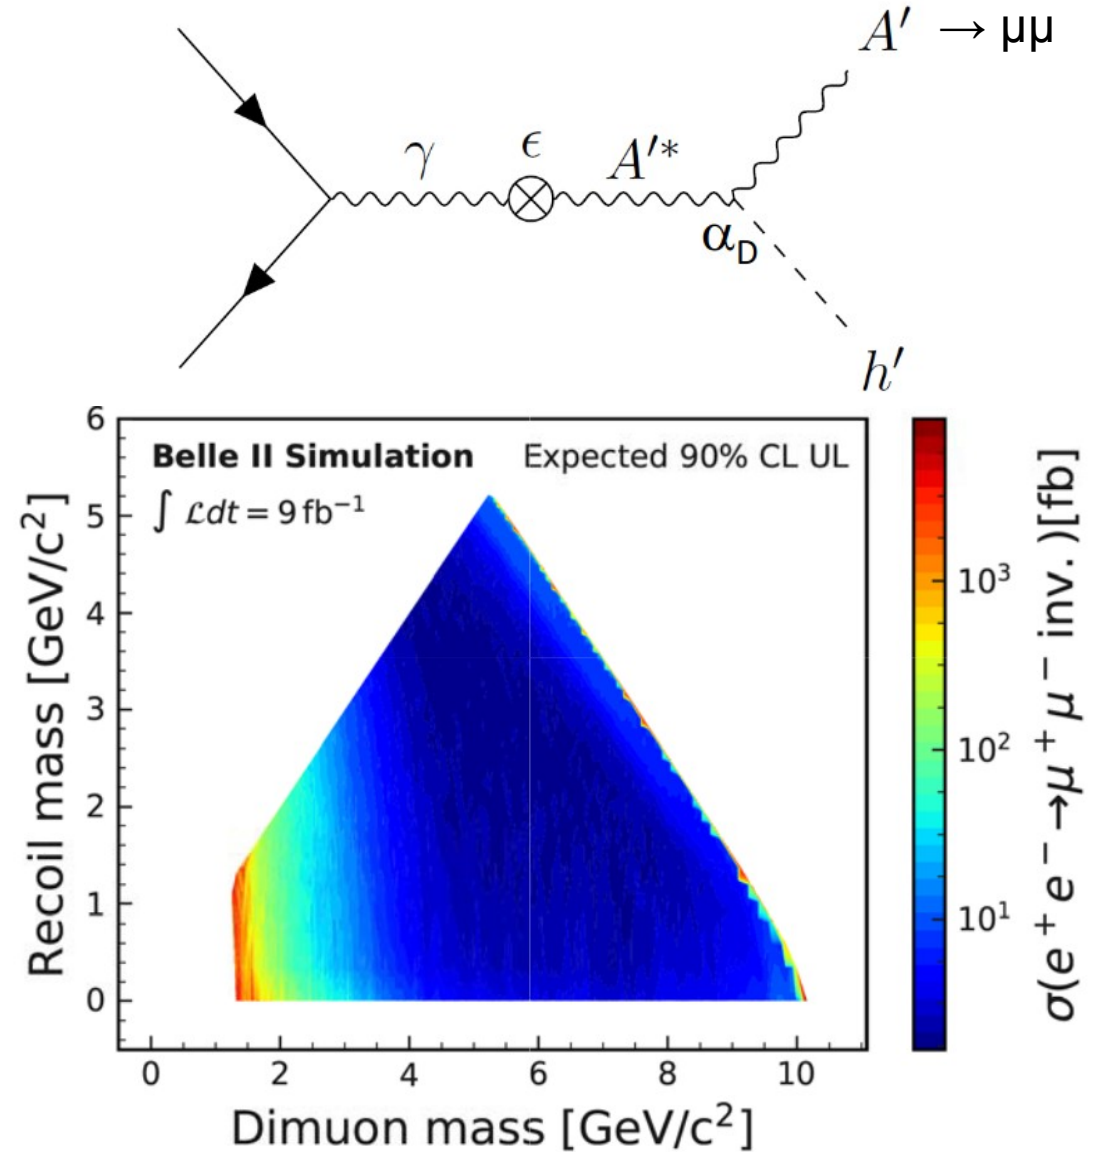 A′ → μμ
γ ϵ A′*
α_D
h′
Belle II Simulation Expected 90% CL UL
∫ ℒdt = 9 fb⁻¹
Recoil mass [GeV/c²]
6
5
4
3
2
1
0
0 2 4 6 8 10
Dimuon mass [GeV/c²]
10³
10²
10¹
σ(e⁺e⁻→μ⁺μ⁻ inv.)[fb]